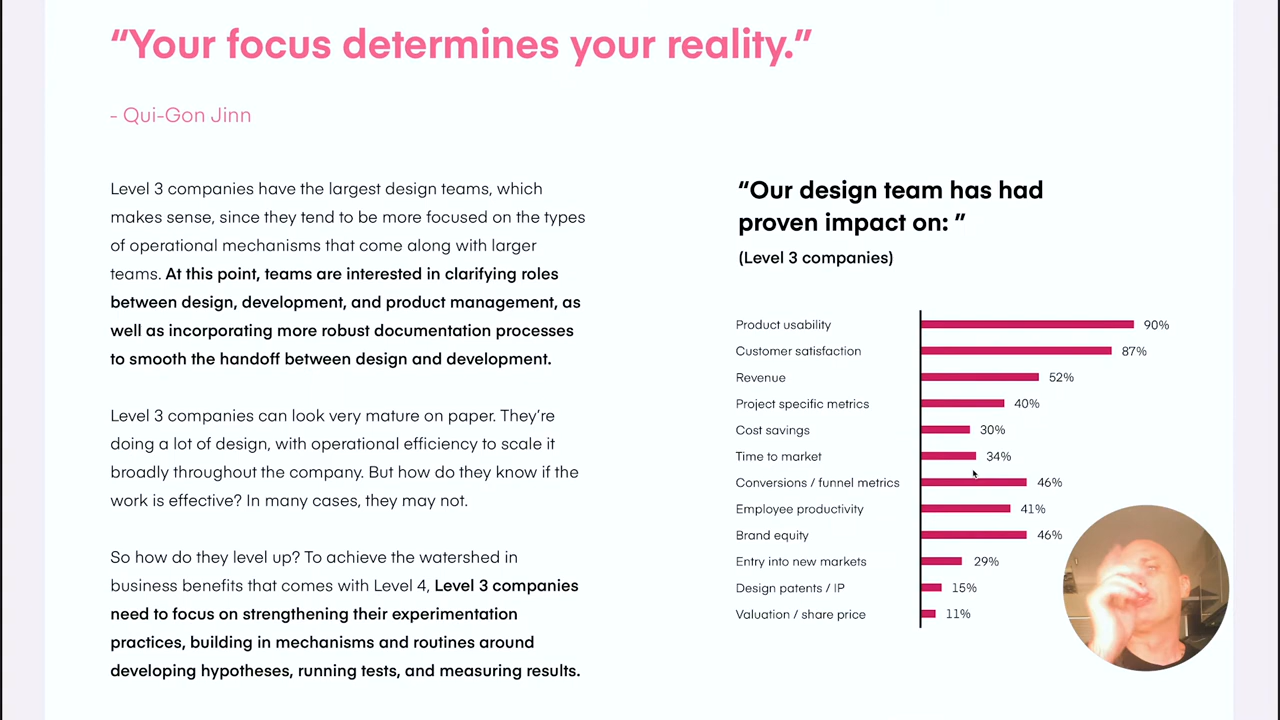 “Your focus determines your reality.”
- Qui-Gon Jinn
Level 3 companies have the largest design teams, which
makes sense, since they tend to be more focused on the types
of operational mechanisms that come along with larger
teams. At this point, teams are interested in clarifying roles
between design, development, and product management, as
well as incorporating more robust documentation processes
to smooth the handoff between design and development.
Level 3 companies can look very mature on paper. They’re
doing a lot of design, with operational efficiency to scale it
broadly throughout the company. But how do they know if the
work is effective? In many cases, they may not.
So how do they level up? To achieve the watershed in
business benefits that comes with Level 4, Level 3 companies
need to focus on strengthening their experimentation
practices, building in mechanisms and routines around
developing hypotheses, running tests, and measuring results.
“Our design team has had
proven impact on: ”
(Level 3 companies)
Product usability 90%
Customer satisfaction 87%
Revenue 52%
Project specific metrics 40%
Cost savings 30%
Time to market 34%
Conversions / funnel metrics 46%
Employee productivity 41%
Brand equity 46%
Entry into new markets 29%
Design patents / IP 15%
Valuation / share price 11%